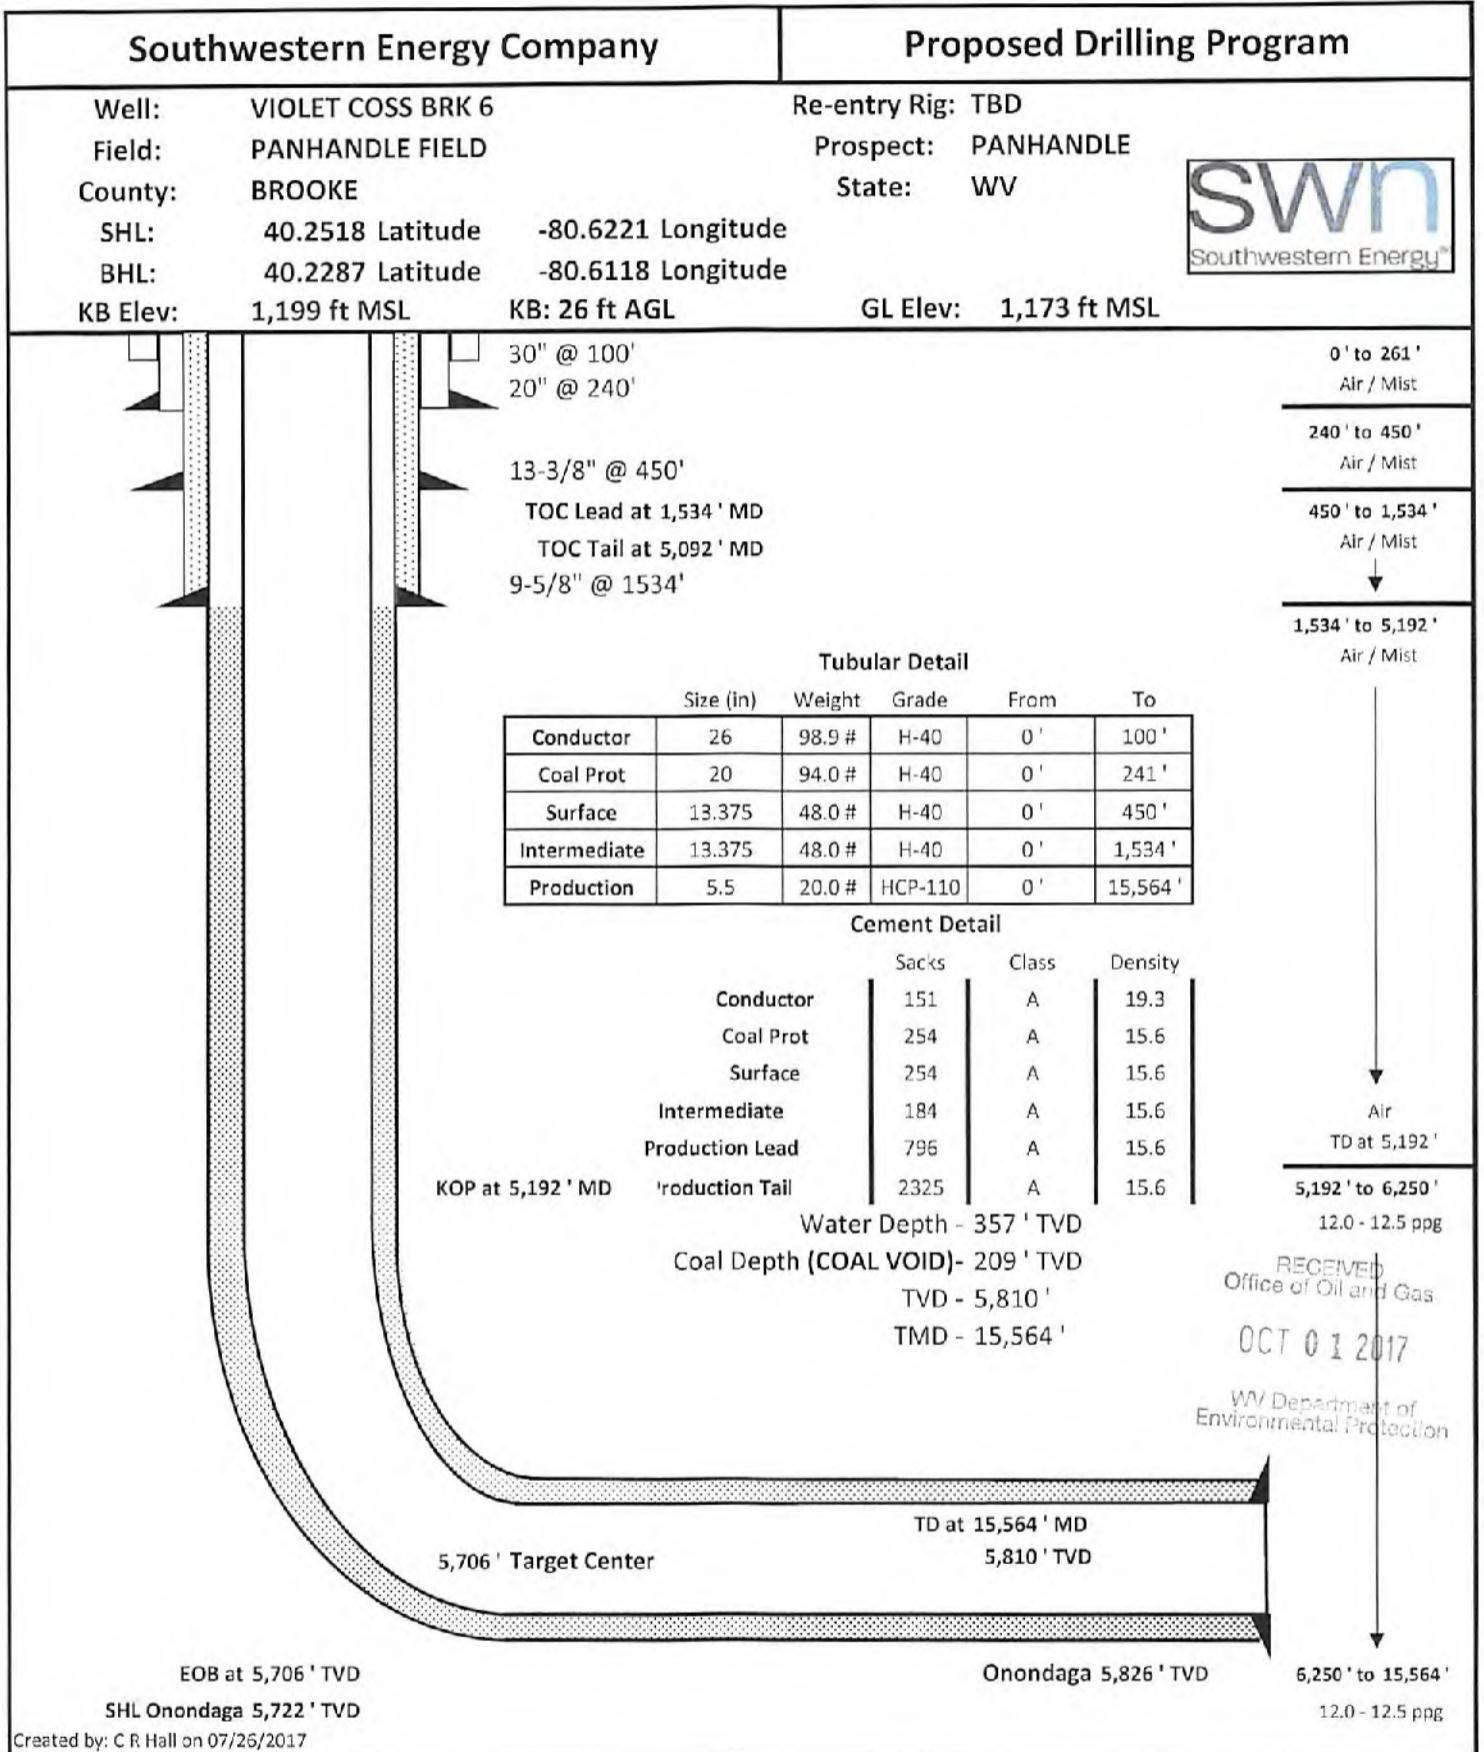 Southwestern Energy Company
Proposed Drilling Program
Well: VIOLET COSS BRK 6
Re-entry Rig: TBD
Field: PANHANDLE FIELD
Prospect: PANHANDLE
County: BROOKE
State: WV
SHL: 40.2518 Latitude -80.6221 Longitude
BHL: 40.2287 Latitude -80.6118 Longitude
KB Elev: 1,199 ft MSL KB: 26 ft AGL GL Elev: 1,173 ft MSL
swn
Southwestern Energy®
30" @ 100'
20" @ 240'
0 ' to 261 '
Air / Mist
240 ' to 450 '
Air / Mist
13-3/8" @ 450'
TOC Lead at 1,534 ' MD
TOC Tail at 5,092 ' MD
9-5/8" @ 1534'
450 ' to 1,534 '
Air / Mist
1,534 ' to 5,192 '
Air / Mist
Tubular Detail
Size (in) Weight Grade From To
Conductor 26 98.9 # H-40 0 ' 100 '
Coal Prot 20 94.0 # H-40 0 ' 241 '
Surface 13.375 48.0 # H-40 0 ' 450 '
Intermediate 13.375 48.0 # H-40 0 ' 1,534 '
Production 5.5 20.0 # HCP-110 0 ' 15,564 '
Cement Detail
Sacks Class Density
Conductor 151 A 19.3
Coal Prot 254 A 15.6
Surface 254 A 15.6
Intermediate 184 A 15.6
Production Lead 796 A 15.6
'roduction Tail 2325 A 15.6
KOP at 5,192 ' MD
Air
TD at 5,192 '
5,192 ' to 6,250 '
12.0 - 12.5 ppg
Water Depth - 357 ' TVD
Coal Depth (COAL VOID)- 209 ' TVD
TVD - 5,810 '
TMD - 15,564 '
RECEIVED
Office of Oil and Gas
OCT 0 1 2017
WV Department of
Environmental Protection
TD at 15,564 ' MD
5,810 ' TVD
5,706 ' Target Center
EOB at 5,706 ' TVD
SHL Onondaga 5,722 ' TVD
Onondaga 5,826 ' TVD
6,250 ' to 15,564 '
12.0 - 12.5 ppg
Created by: C R Hall on 07/26/2017